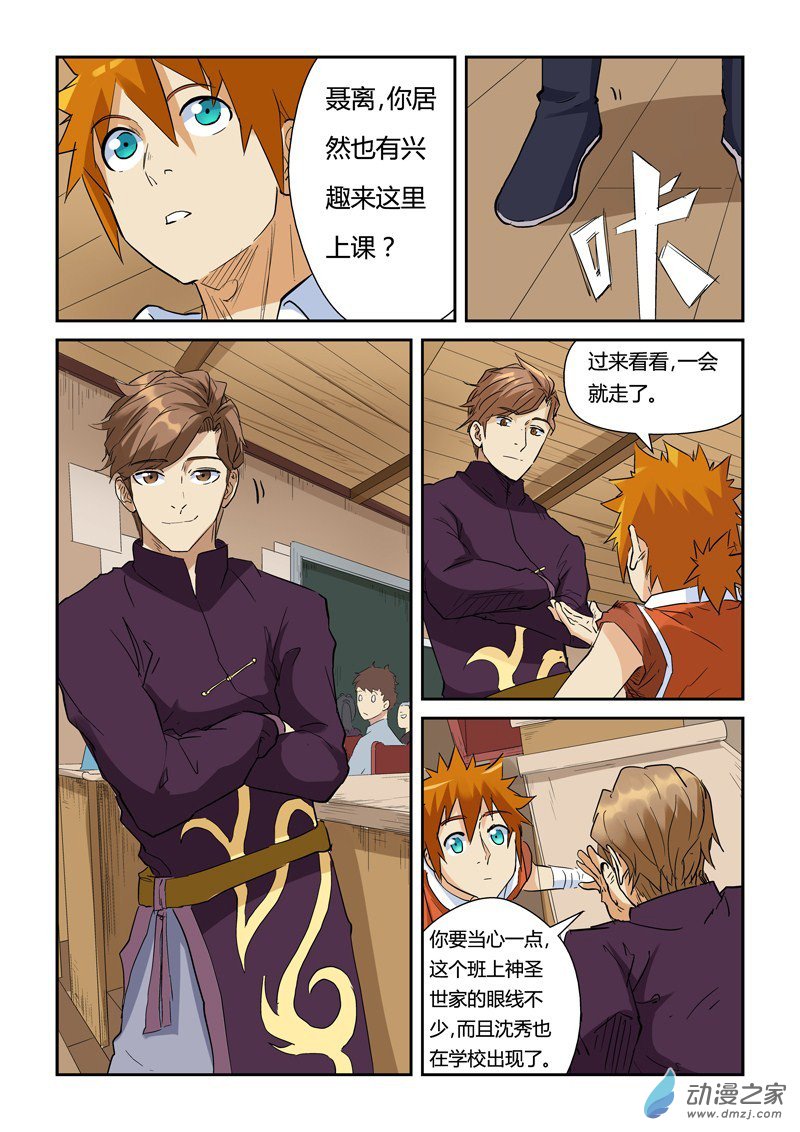 聂离，你居
然也有兴
趣来这里
上课？
咔
过来看看，一会
就走了。
你要当心一点，
这个班上神圣
世家的眼线不
少，而且沈秀也
在学校出现了。
动漫之家
www.dmzj.com